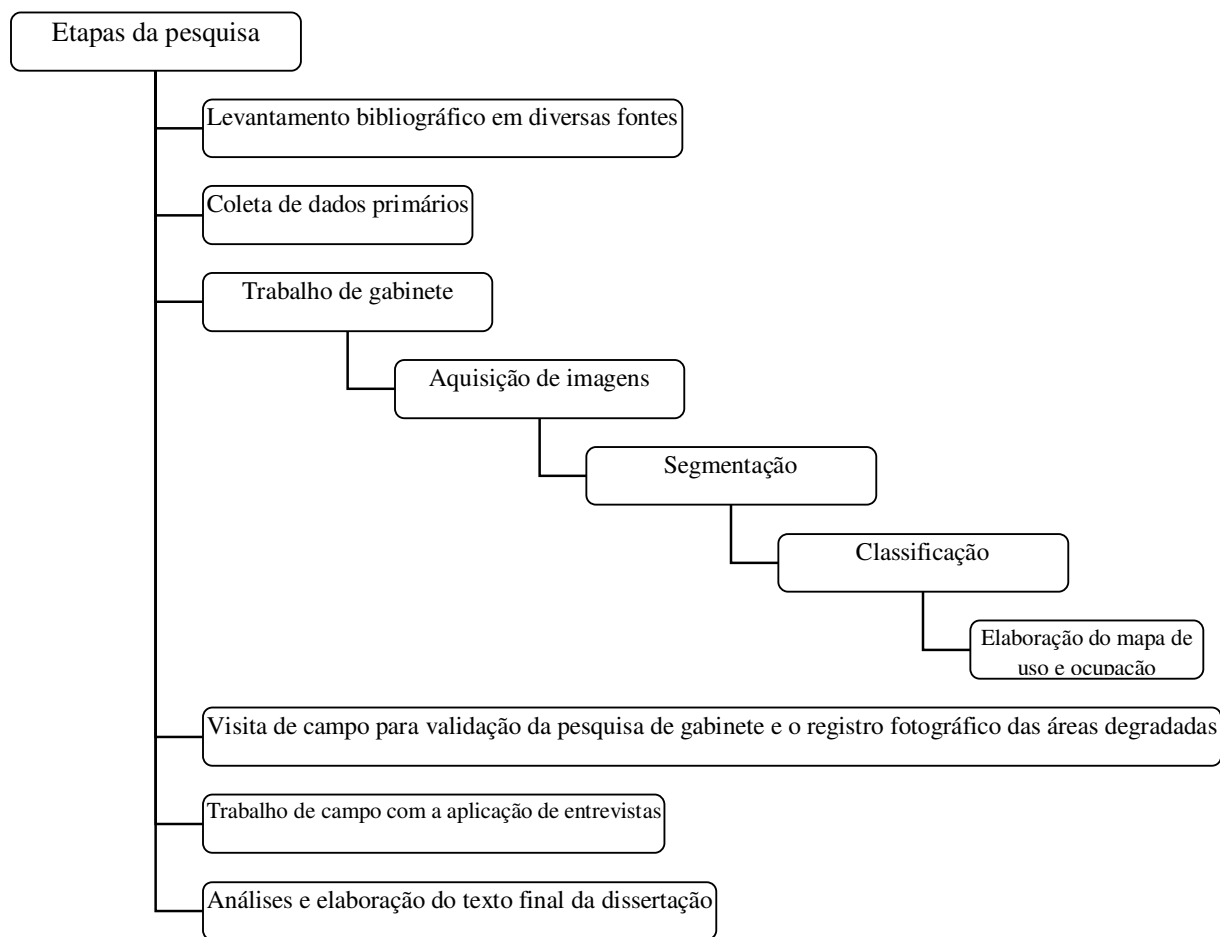 Etapas da pesquisa
Levantamento bibliográfico em diversas fontes
Coleta de dados primários
Trabalho de gabinete
Aquisição de imagens
Segmentação
Classificação
Elaboração do mapa de
uso e ocupação
Visita de campo para validação da pesquisa de gabinete e o registro fotográfico das áreas degradadas
Trabalho de campo com a aplicação de entrevistas
Análises e elaboração do texto final da dissertação